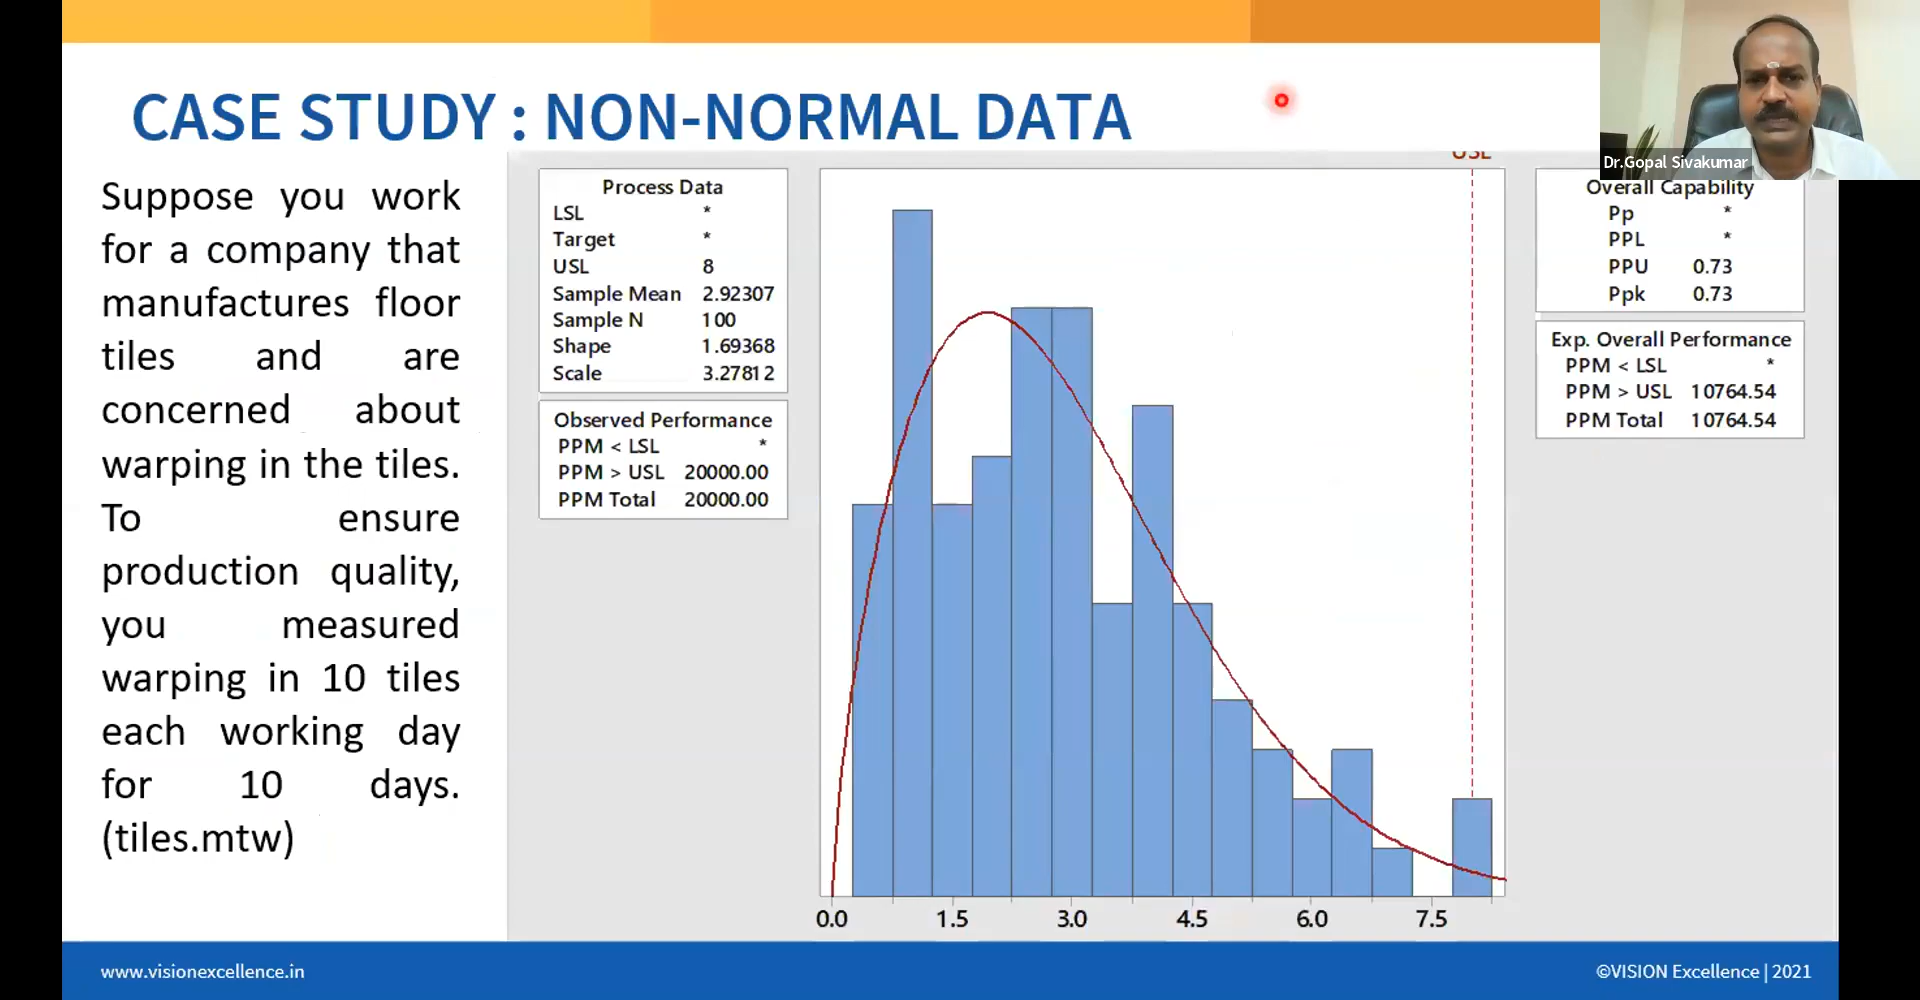 CASE STUDY : NON-NORMAL DATA
Dr.Gopal Sivakumar
Suppose you work
for a company that
manufactures floor
tiles and are
concerned about
warping in the tiles.
To ensure
production quality,
you measured
warping in 10 tiles
each working day
for 10 days.
(tiles.mtw)
Process Data
LSL *
Target *
USL 8
Sample Mean 2.92307
Sample N 100
Shape 1.69368
Scale 3.27812
Observed Performance
PPM < LSL *
PPM > USL 20000.00
PPM Total 20000.00
USL
0.0 1.5 3.0 4.5 6.0 7.5
Overall Capability
Pp *
PPL *
PPU 0.73
Ppk 0.73
Exp. Overall Performance
PPM < LSL *
PPM > USL 10764.54
PPM Total 10764.54
www.visionexcellence.in
©VISION Excellence | 2021